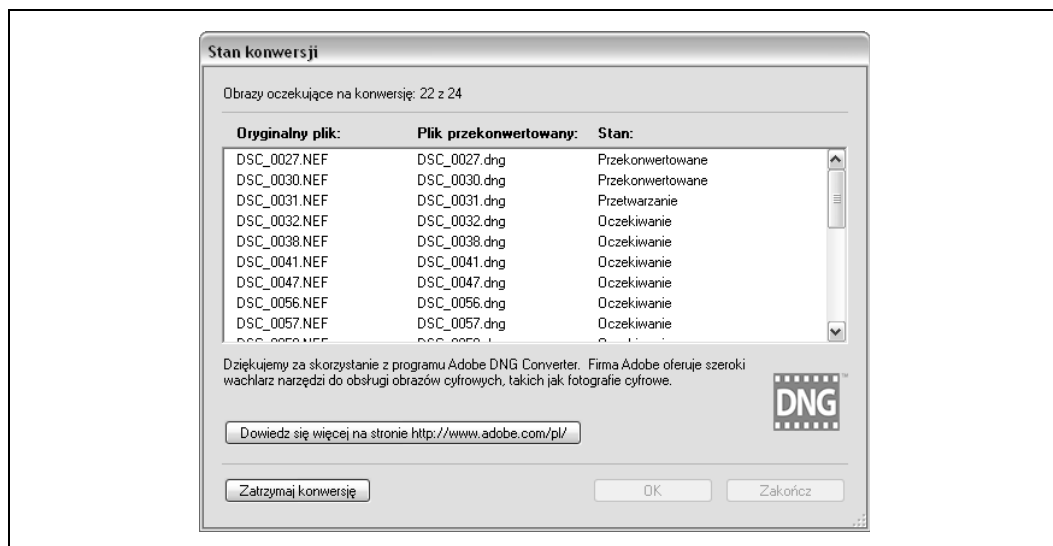 Stan konwersji
Obrazy oczekujące na konwersję: 22 z 24
Oryginalny plik: Plik przekonwertowany: Stan:
DSC_0027.NEF DSC_0027.dng Przekonwertowane
DSC_0030.NEF DSC_0030.dng Przekonwertowane
DSC_0031.NEF DSC_0031.dng Przetwarzanie
DSC_0032.NEF DSC_0032.dng Oczekiwanie
DSC_0038.NEF DSC_0038.dng Oczekiwanie
DSC_0041.NEF DSC_0041.dng Oczekiwanie
DSC_0047.NEF DSC_0047.dng Oczekiwanie
DSC_0056.NEF DSC_0056.dng Oczekiwanie
DSC_0057.NEF DSC_0057.dng Oczekiwanie
Dziękujemy za skorzystanie z programu Adobe DNG Converter. Firma Adobe oferuje szeroki
wachlarz narzędzi do obsługi obrazów cyfrowych, takich jak fotografie cyfrowe.
DNG™
Dowiedz się więcej na stronie http://www.adobe.com/pl/
Zatrzymaj konwersję OK Zakończ